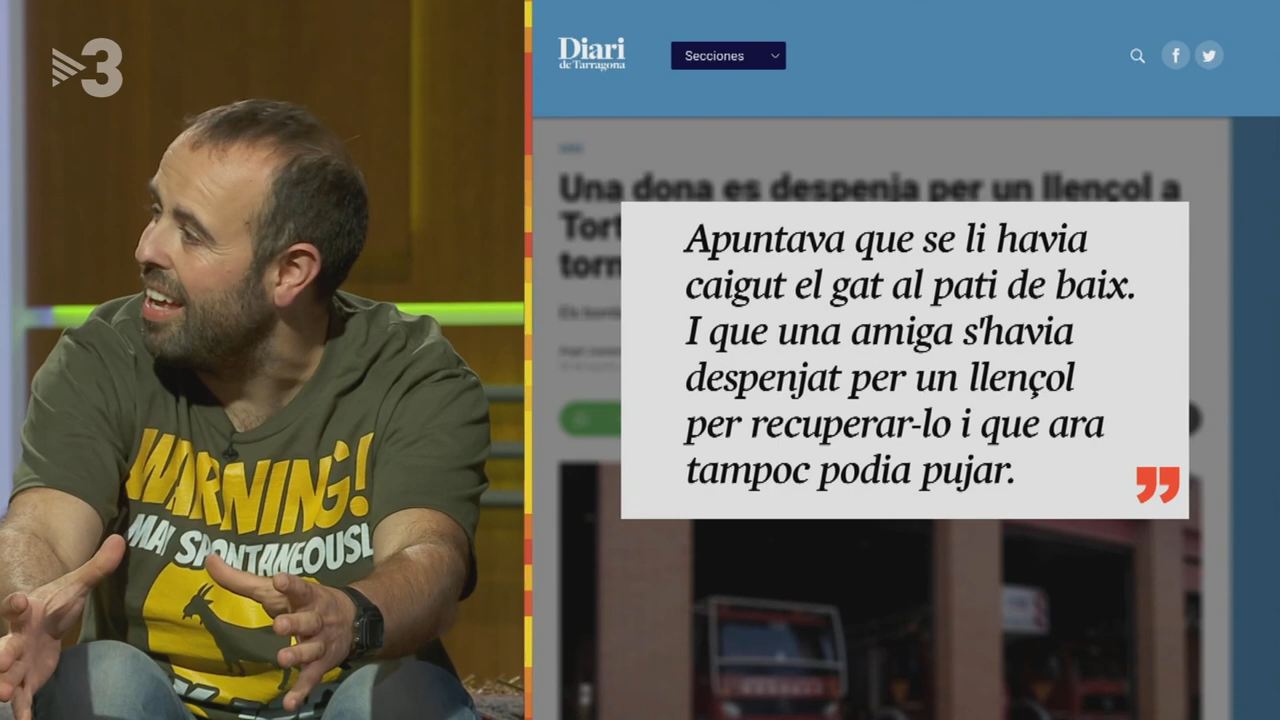 3
WARNING!
MAY SPONTANEOUSL
Diari
de Tarragona
Secciones
Una dona es despenja per un llençol a
Apuntava que se li havia
caigut el gat al pati de baix.
I que una amiga s'havia
despenjat per un llençol
per recuperar-lo i que ara
tampoc podia pujar.